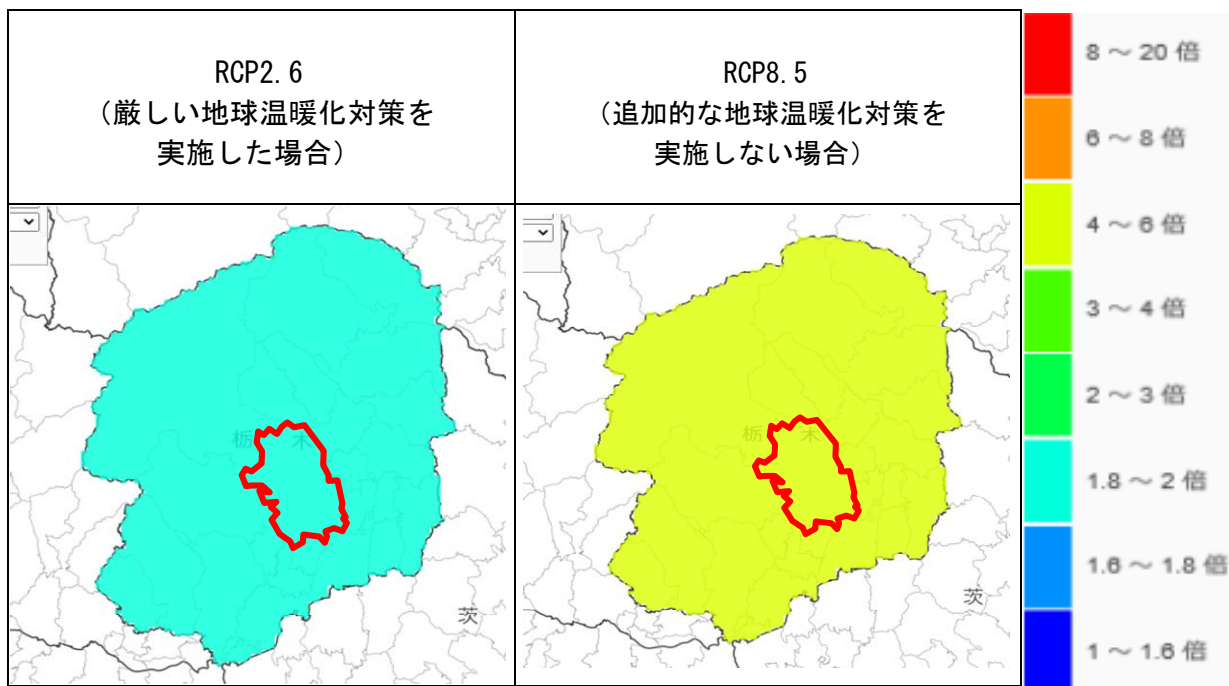 RCP2.6
（厳しい地球温暖化対策を
実施した場合）
RCP8.5
（追加的な地球温暖化対策を
実施しない場合）
8 ～ 20 倍
6 ～ 8 倍
4 ～ 6 倍
3 ～ 4 倍
2 ～ 3 倍
1.8 ～ 2 倍
1.6 ～ 1.8 倍
1 ～ 1.6 倍
栃 木
茨
栃 木
茨